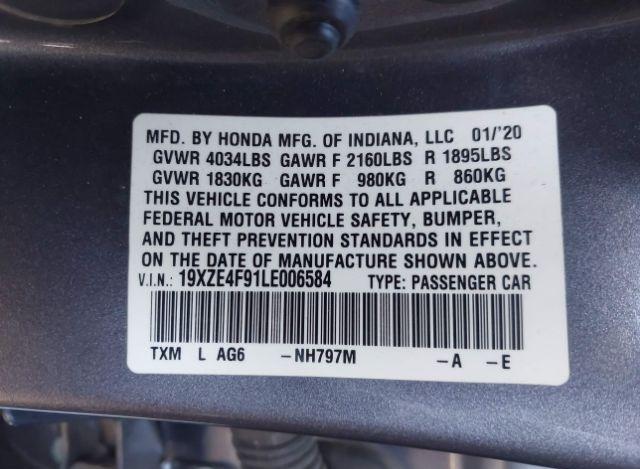 MFD. BY HONDA MFG. OF INDIANA, LLC 01/'20
GVWR 4034LBS GAWR F 2160LBS R 1895LBS
GVWR 1830KG GAWR F 980KG R 860KG
THIS VEHICLE CONFORMS TO ALL APPLICABLE
FEDERAL MOTOR VEHICLE SAFETY, BUMPER,
AND THEFT PREVENTION STANDARDS IN EFFECT
ON THE DATE OF MANUFACTURE SHOWN ABOVE.
V.I.N.: 19XZE4F91LE006584 TYPE: PASSENGER CAR
TXM L AG6 -NH797M -A -E